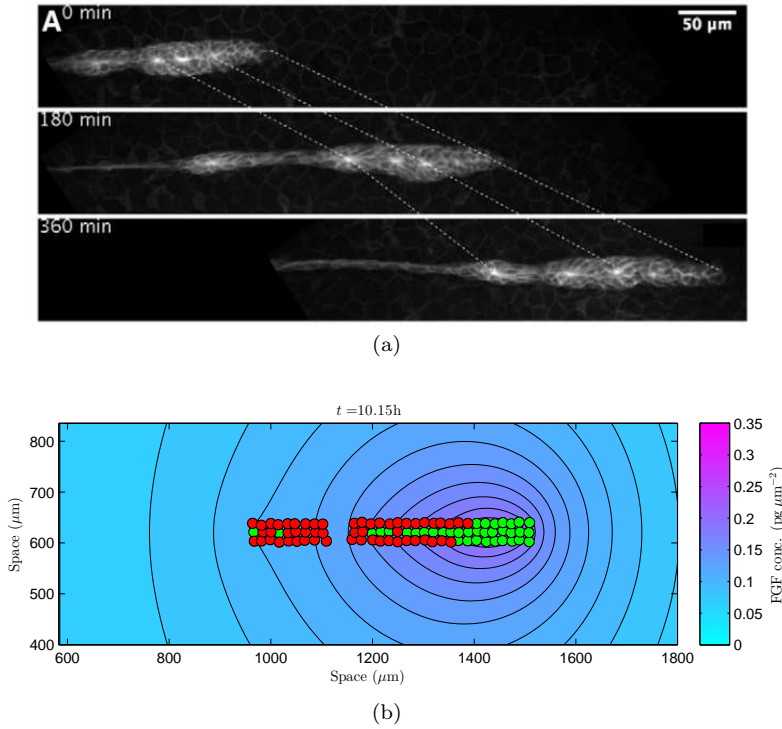 A 0 min
50 µm
180 min
360 min
(a)
t =10.15h
800
700
600
500
400
Space (µm)
600 800 1000 1200 1400 1600 1800
Space (µm)
0.35
0.3
0.25
0.2
0.15
0.1
0.05
0
FGF conc. (pg µm⁻²)
(b)